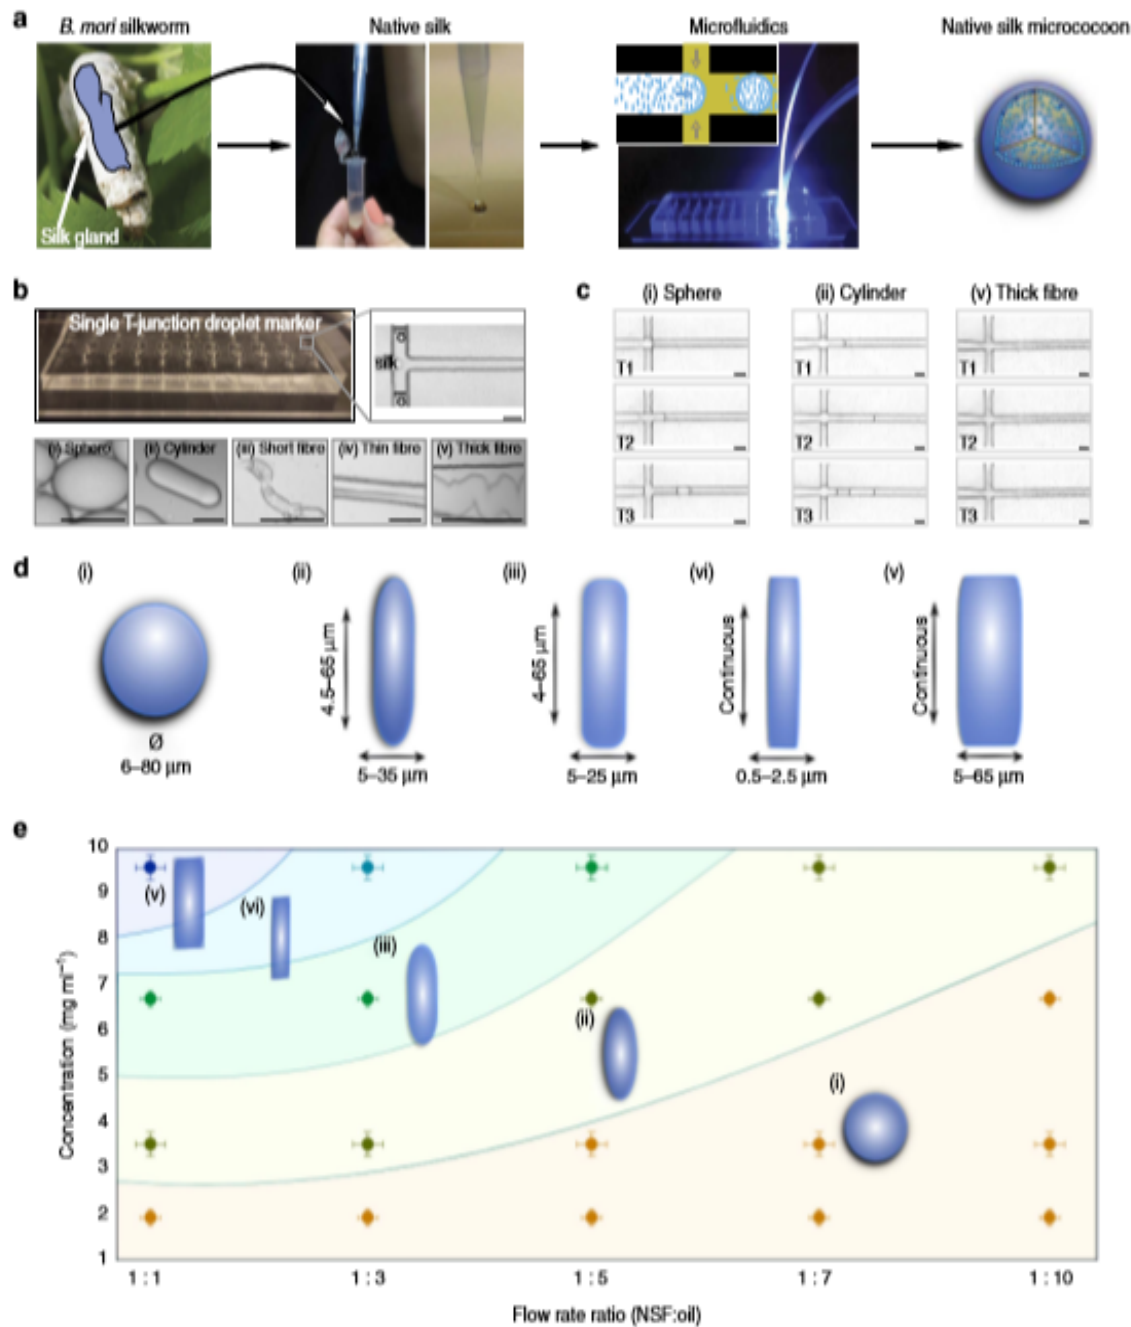 a
B. mori silkworm
Native silk
Microfluidics
Native silk micrococoon
Silk gland
b
Single T-junction droplet marker
silk
(i) Sphere
(ii) Cylinder
(iii) Short fibre
(iv) Thin fibre
(v) Thick fibre
c
(i) Sphere
(ii) Cylinder
(v) Thick fibre
T1
T1
T1
T2
T2
T2
T3
T3
T3
d
(i)
(ii)
(iii)
(vi)
(v)
4.5–65 µm
4–65 µm
Continuous
Continuous
Ø
6–80 µm
5–35 µm
5–25 µm
0.5–2.5 µm
5–65 µm
e
Concentration (mg ml⁻¹)
10
9
8
7
6
5
4
3
2
1
(v)
(vi)
(iii)
(ii)
(i)
1 : 1
1 : 3
1 : 5
1 : 7
1 : 10
Flow rate ratio (NSF:oil)